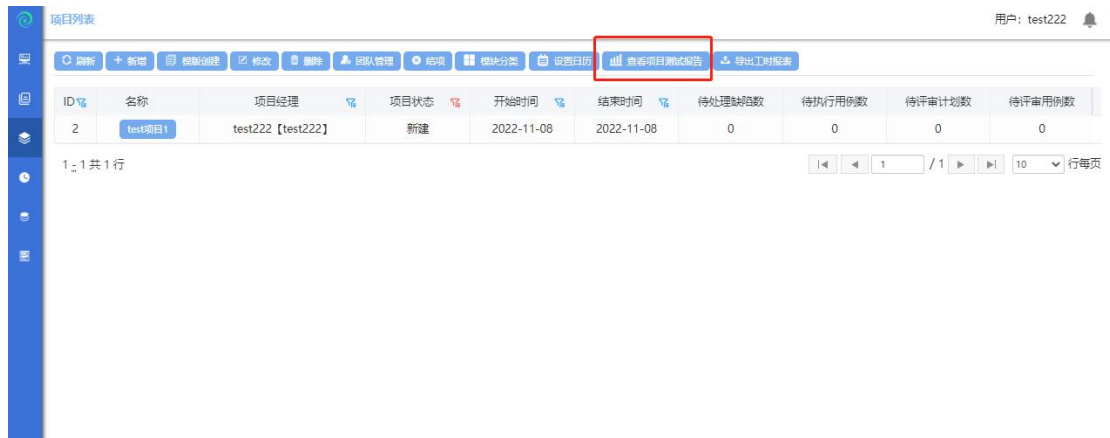 项目列表 用户：test222
刷新 新增 模版创建 修改 删除 团队管理 结项 模块分类 设置日历 查看项目测试报告 导出工时报表
ID 名称 项目经理 项目状态 开始时间 结束时间 待处理缺陷数 待执行用例数 待评审计划数 待评审用例数
2 test项目1 test222【test222】 新建 2022-11-08 2022-11-08 0 0 0 0
1 - 1 共 1 行 1 / 1 10 行每页